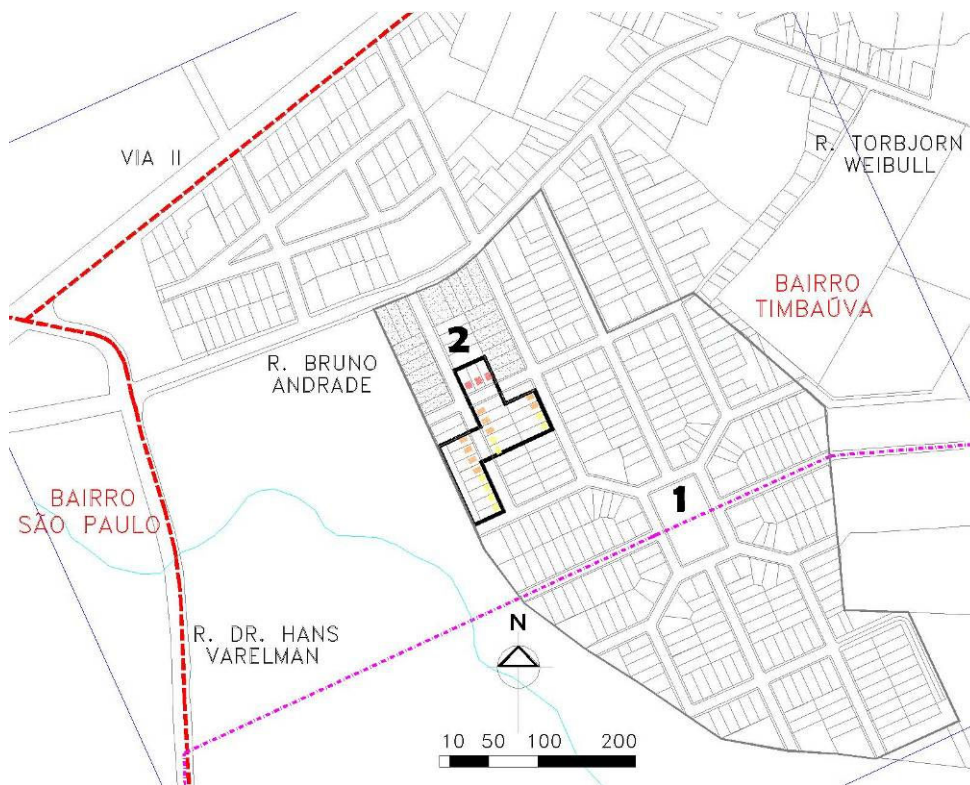 VIA II
R. TORBJORN
WEIBULL
BAIRRO
TIMBAÚVA
2
R. BRUNO
ANDRADE
1
BAIRRO
SÃO PAULO
R. DR. HANS
VARELMAN
N
10 50 100 200